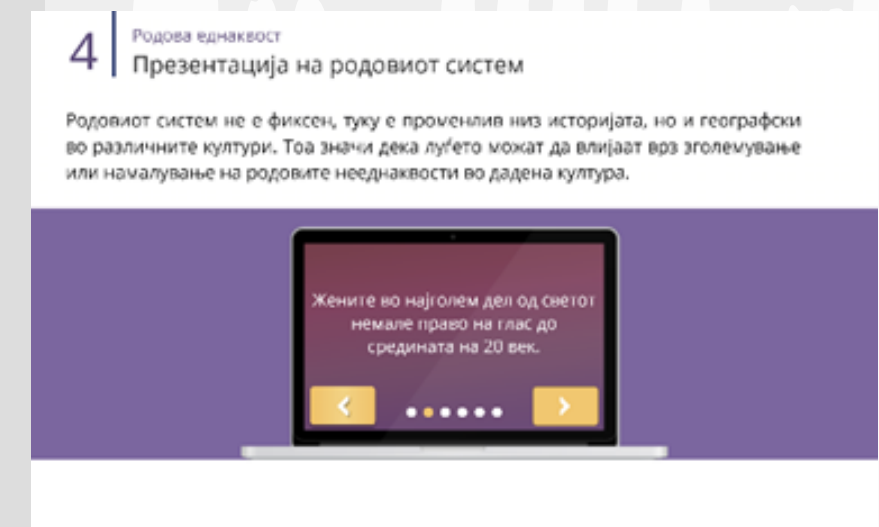 4
Родова еднаквост
Презентација на родовиот систем
Родовиот систем не е фиксен, туку е променлив низ историјата, но и географски
во различните култури. Тоа значи дека луѓето можат да влијаат врз зголемување
или намалување на родовите нееднаквости во дадена култура.
Жените во најголем дел од светот
немале право на глас до
средината на 20 век.